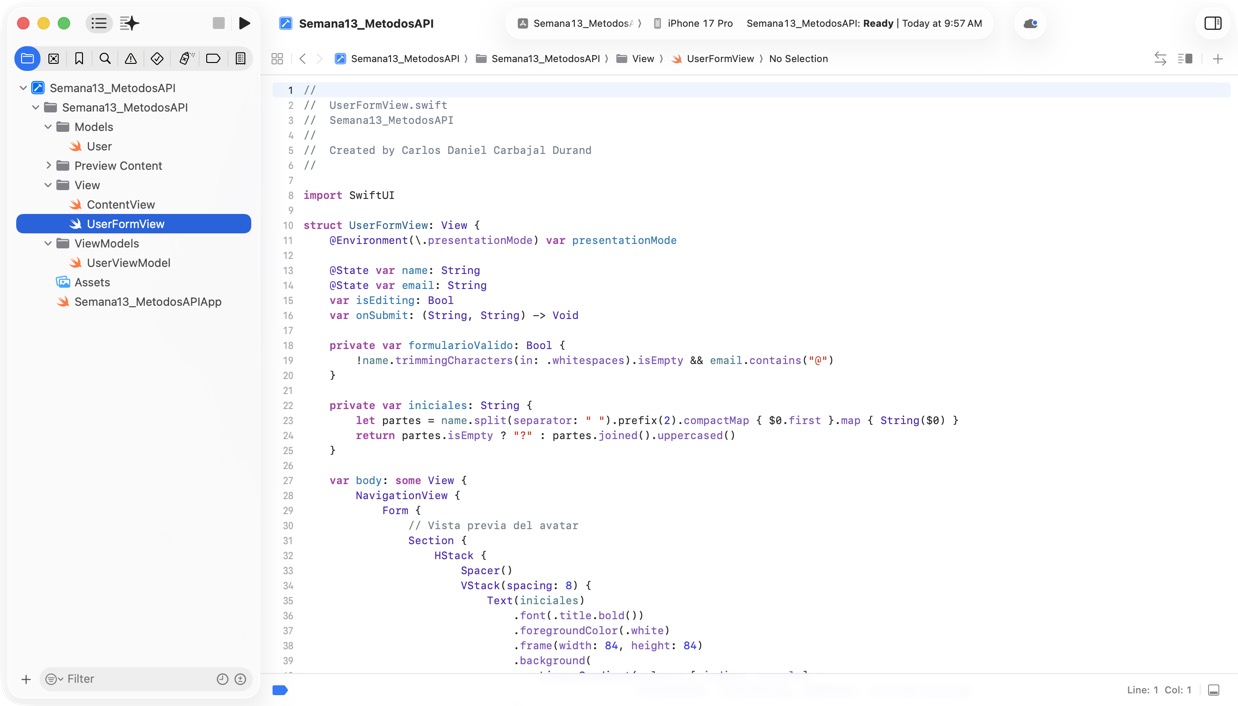 Semana13_MetodosAPI
Semana13_MetodosA
iPhone 17 Pro
Semana13_MetodosAPI: Ready | Today at 9:57 AM
Semana13_MetodosAPI
Semana13_MetodosAPI
View
UserFormView
No Selection
Semana13_MetodosAPI
Semana13_MetodosAPI
Models
User
Preview Content
View
ContentView
UserFormView
ViewModels
UserViewModel
Assets
Semana13_MetodosAPIApp
Filter
1 //
2 //  UserFormView.swift
3 //  Semana13_MetodosAPI
4 //
5 //  Created by Carlos Daniel Carbajal Durand
6 //
7
8 import SwiftUI
9
10 struct UserFormView: View {
11     @Environment(\.presentationMode) var presentationMode
12
13     @State var name: String
14     @State var email: String
15     var isEditing: Bool
16     var onSubmit: (String, String) -> Void
17
18     private var formularioValido: Bool {
19         !name.trimmingCharacters(in: .whitespaces).isEmpty && email.contains("@")
20     }
21
22     private var iniciales: String {
23         let partes = name.split(separator: " ").prefix(2).compactMap { $0.first }.map { String($0) }
24         return partes.isEmpty ? "?" : partes.joined().uppercased()
25     }
26
27     var body: some View {
28         NavigationView {
29             Form {
30                 // Vista previa del avatar
31                 Section {
32                     HStack {
33                         Spacer()
34                         VStack(spacing: 8) {
35                             Text(iniciales)
36                                 .font(.title.bold())
37                                 .foregroundColor(.white)
38                                 .frame(width: 84, height: 84)
39                                 .background(
Line: 1  Col: 1